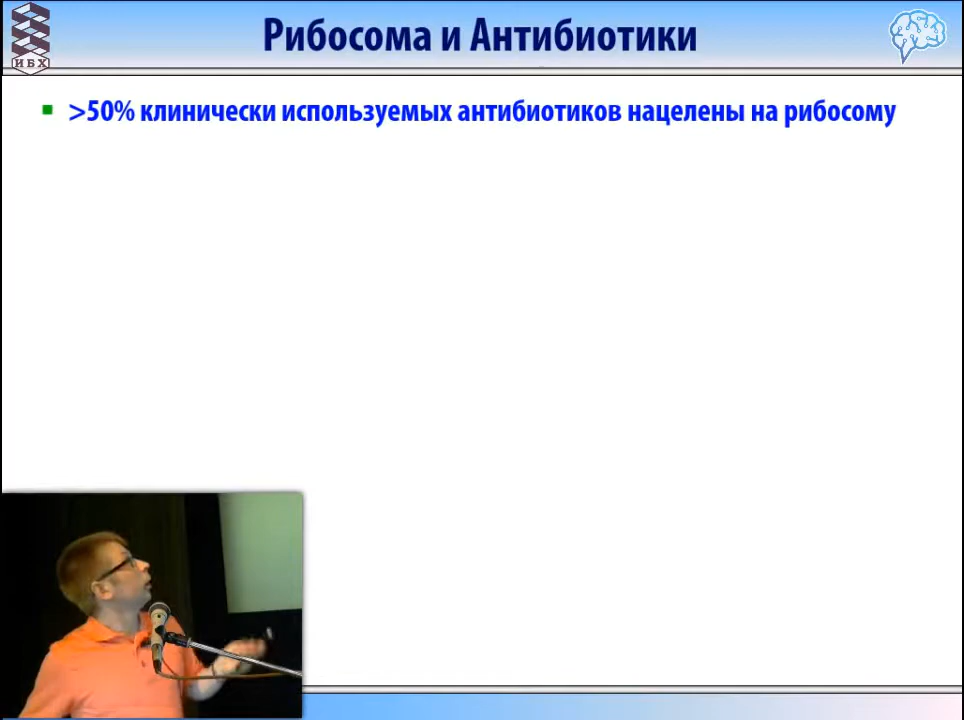 Рибосома и Антибиотики
ИБХ
>50% клинически используемых антибиотиков нацелены на рибосому